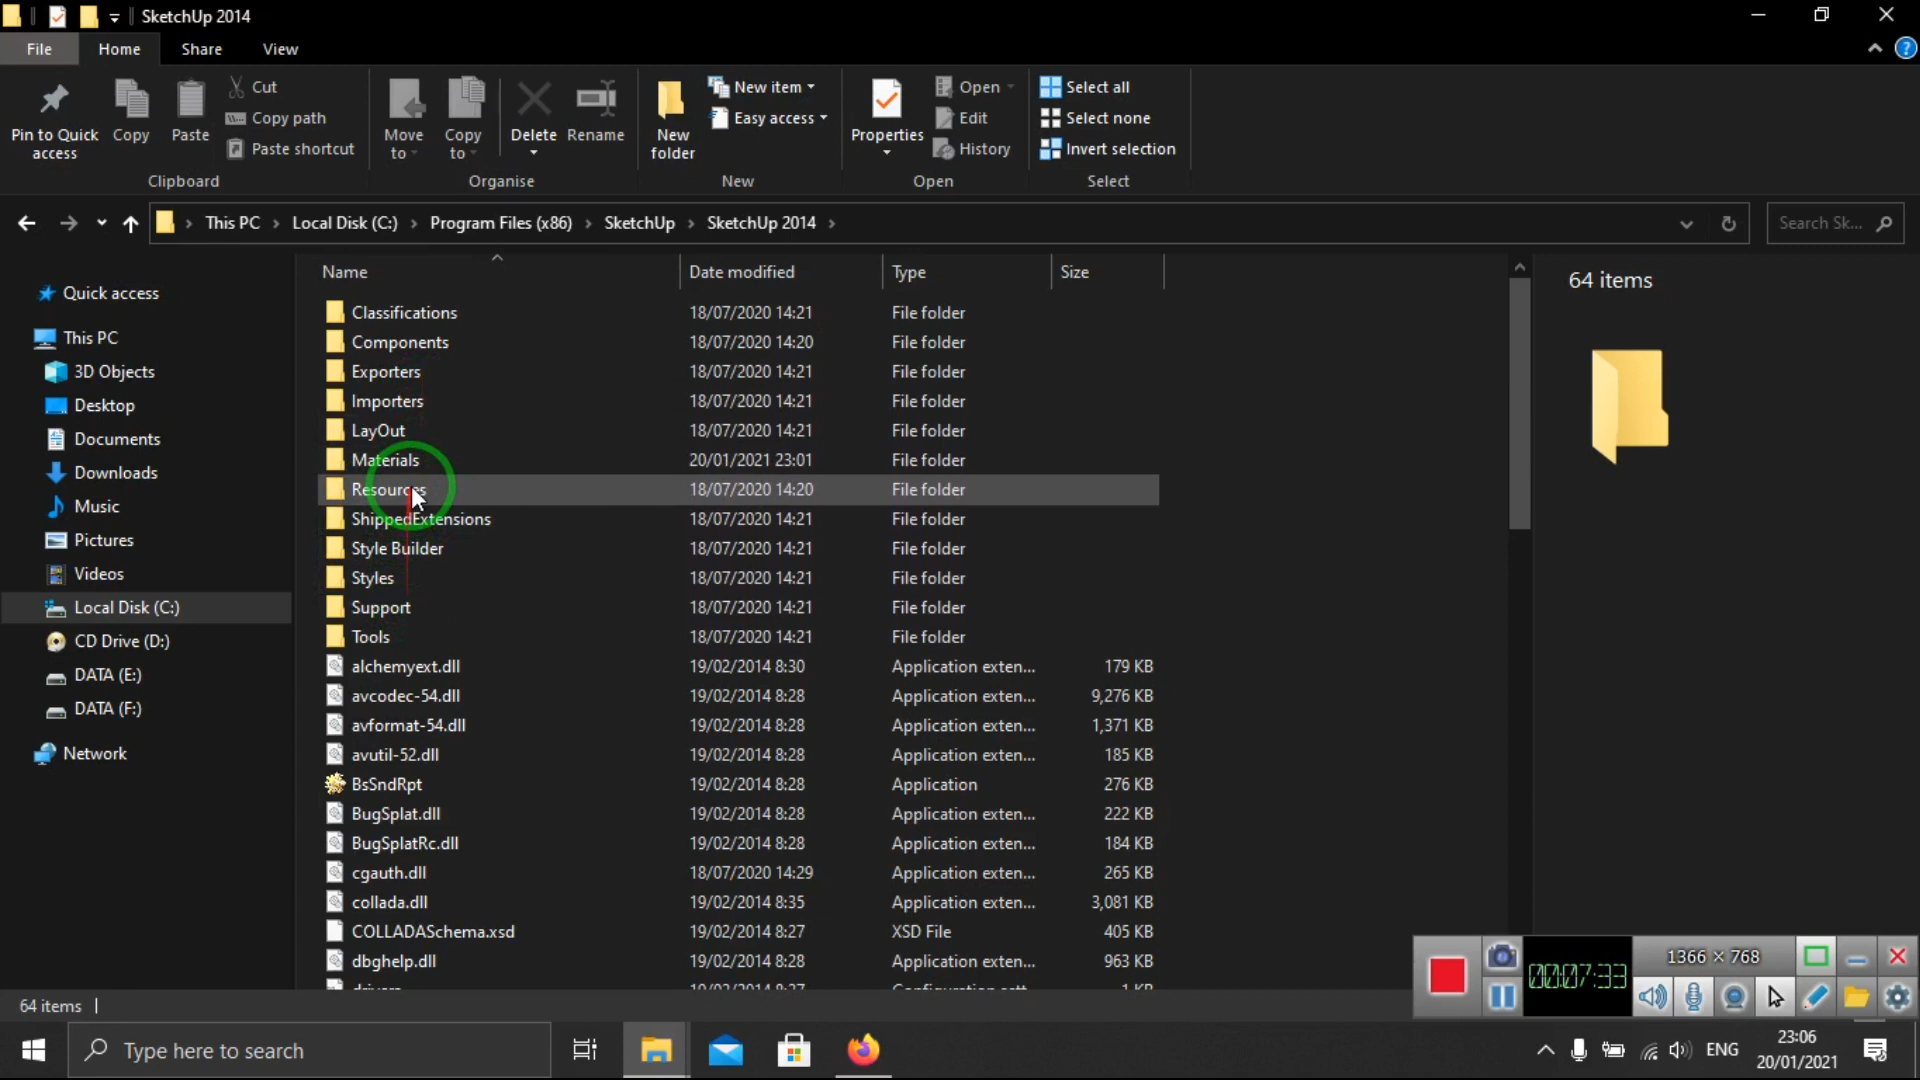 SketchUp 2014
File Home Share View
Pin to Quick access
Copy
Paste
Cut
Copy path
Paste shortcut
Clipboard
Move to
Copy to
Delete
Rename
Organise
New folder
New item
Easy access
New
Properties
Open
Edit
History
Open
Select all
Select none
Invert selection
Select
This PC Local Disk (C:) Program Files (x86) SketchUp SketchUp 2014
Search Sk...
Quick access
This PC
3D Objects
Desktop
Documents
Downloads
Music
Pictures
Videos
Local Disk (C:)
CD Drive (D:)
DATA (E:)
DATA (F:)
Network
Name Date modified Type Size
Classifications 18/07/2020 14:21 File folder
Components 18/07/2020 14:20 File folder
Exporters 18/07/2020 14:21 File folder
Importers 18/07/2020 14:21 File folder
LayOut 18/07/2020 14:21 File folder
Materials 20/01/2021 23:01 File folder
Resources 18/07/2020 14:20 File folder
ShippedExtensions 18/07/2020 14:21 File folder
Style Builder 18/07/2020 14:21 File folder
Styles 18/07/2020 14:21 File folder
Support 18/07/2020 14:21 File folder
Tools 18/07/2020 14:21 File folder
alchemyext.dll 19/02/2014 8:30 Application exten... 179 KB
avcodec-54.dll 19/02/2014 8:28 Application exten... 9,276 KB
avformat-54.dll 19/02/2014 8:28 Application exten... 1,371 KB
avutil-52.dll 19/02/2014 8:28 Application exten... 185 KB
BsSndRpt 19/02/2014 8:28 Application 276 KB
BugSplat.dll 19/02/2014 8:28 Application exten... 222 KB
BugSplatRc.dll 19/02/2014 8:28 Application exten... 184 KB
cgauth.dll 18/07/2020 14:29 Application exten... 265 KB
collada.dll 19/02/2014 8:35 Application exten... 3,081 KB
COLLADASchema.xsd 19/02/2014 8:27 XSD File 405 KB
dbghelp.dll 19/02/2014 8:28 Application exten... 963 KB
64 items
64 items
1366 × 768
00:07:33
Type here to search
ENG
23:06
20/01/2021